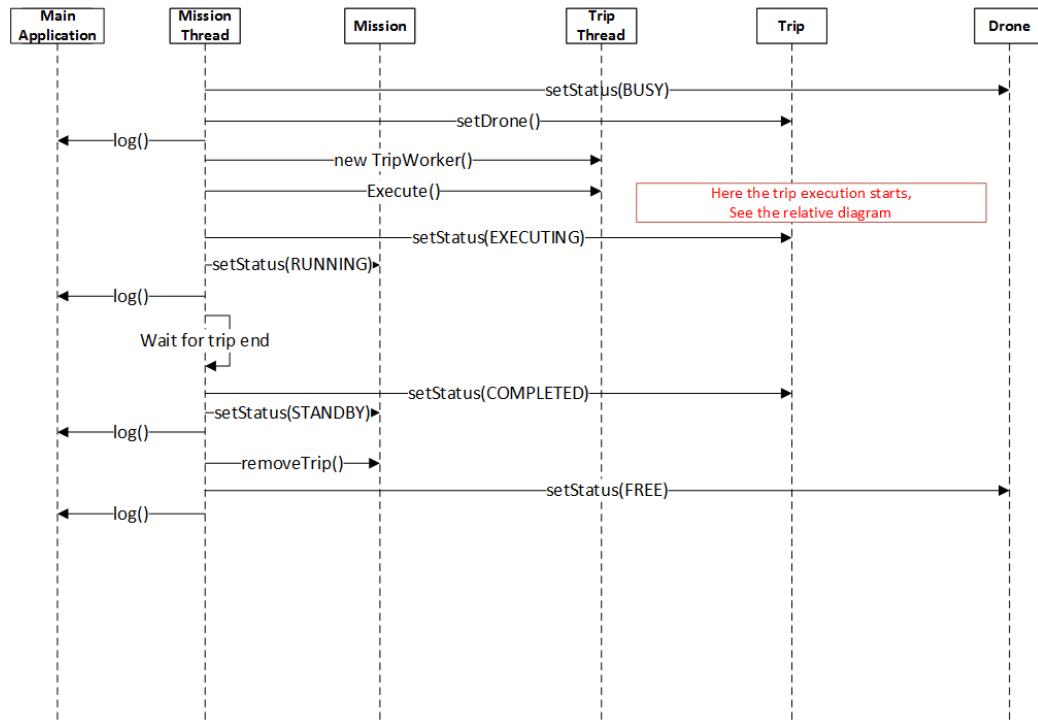 Main
Application
Mission
Thread
Mission
Trip
Thread
Trip
Drone
setStatus(BUSY)
setDrone()
log()
new TripWorker()
Execute()
Here the trip execution starts,
See the relative diagram
setStatus(EXECUTING)
setStatus(RUNNING)
log()
Wait for trip end
setStatus(COMPLETED)
setStatus(STANDBY)
log()
removeTrip()
setStatus(FREE)
log()